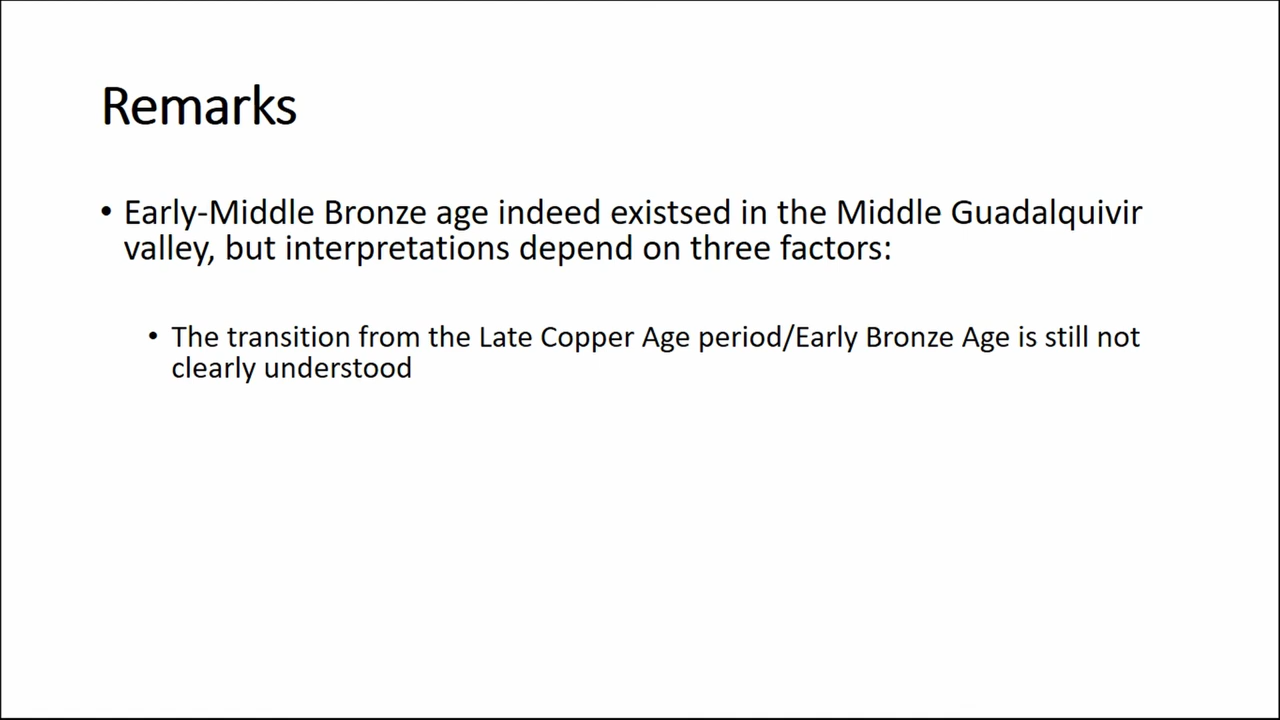 Remarks
• Early-Middle Bronze age indeed existsed in the Middle Guadalquivir
valley, but interpretations depend on three factors:
• The transition from the Late Copper Age period/Early Bronze Age is still not
clearly understood